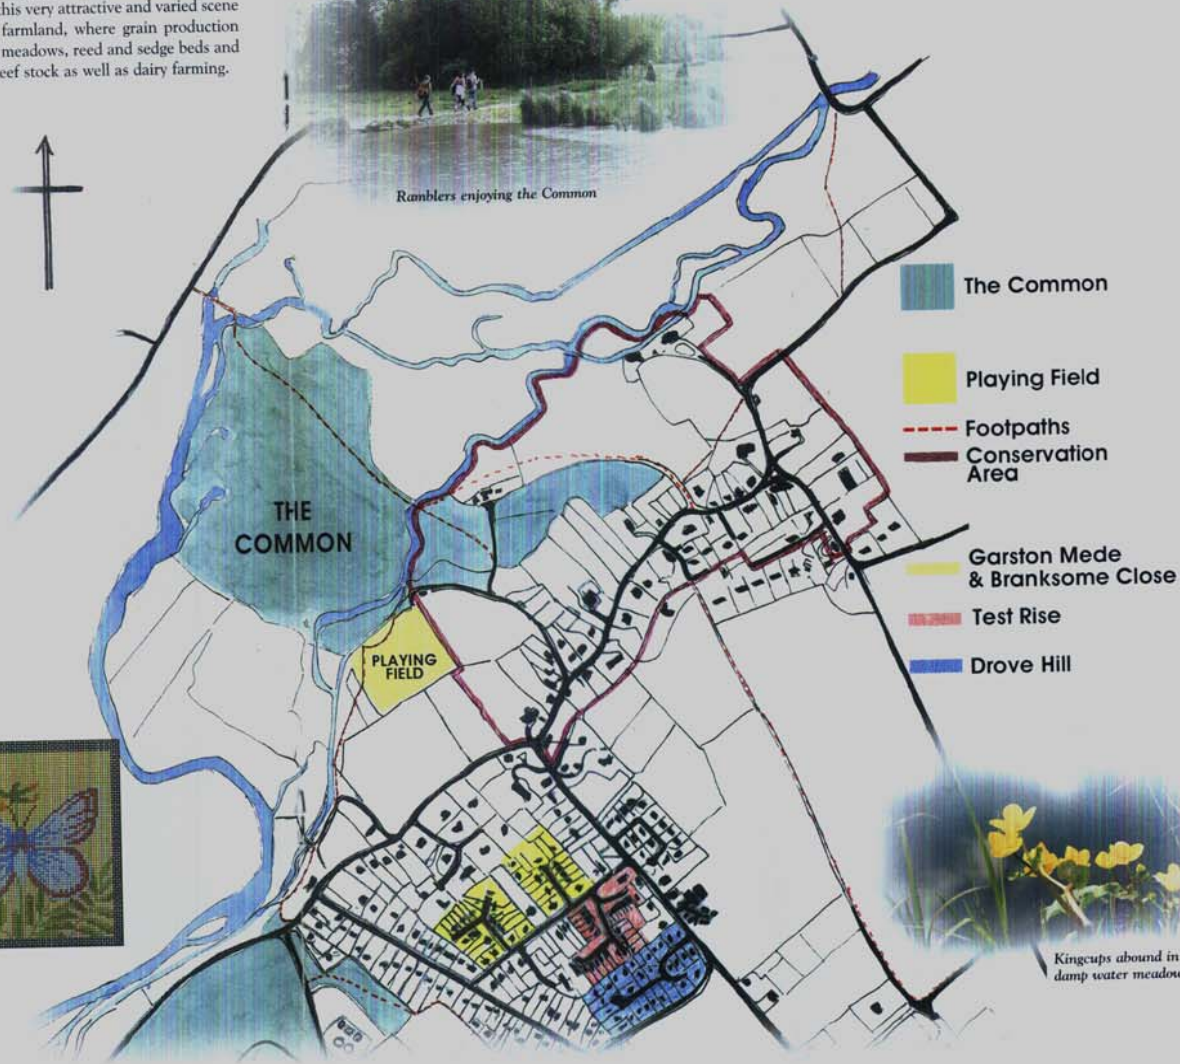 his very attractive and varied scene
farmland, where grain production
meadows, reed and sedge beds and
eef stock as well as dairy farming.
Ramblers enjoying the Common
The Common
Playing Field
Footpaths
Conservation
Area
Garston Mede
& Branksome Close
Test Rise
Drove Hill
THE
COMMON
PLAYING
FIELD
Kingcups abound in
damp water meadow